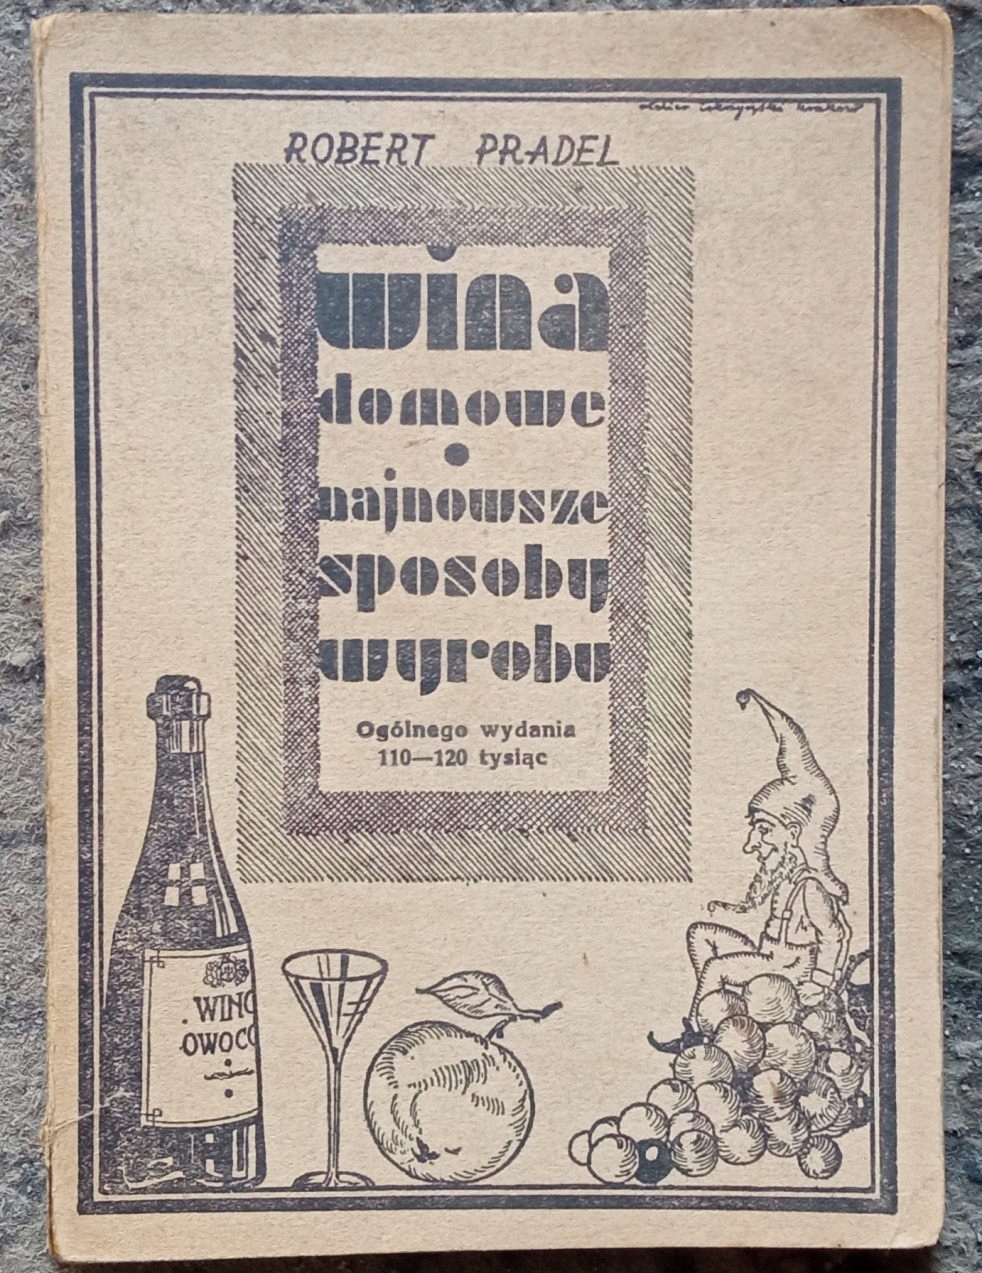 ROBERT PRADEL
wina
domowe
•
najnowsze
sposoby
wyrobu
Ogólnego wydania
110—120 tysiąc
WINO
OWOCO